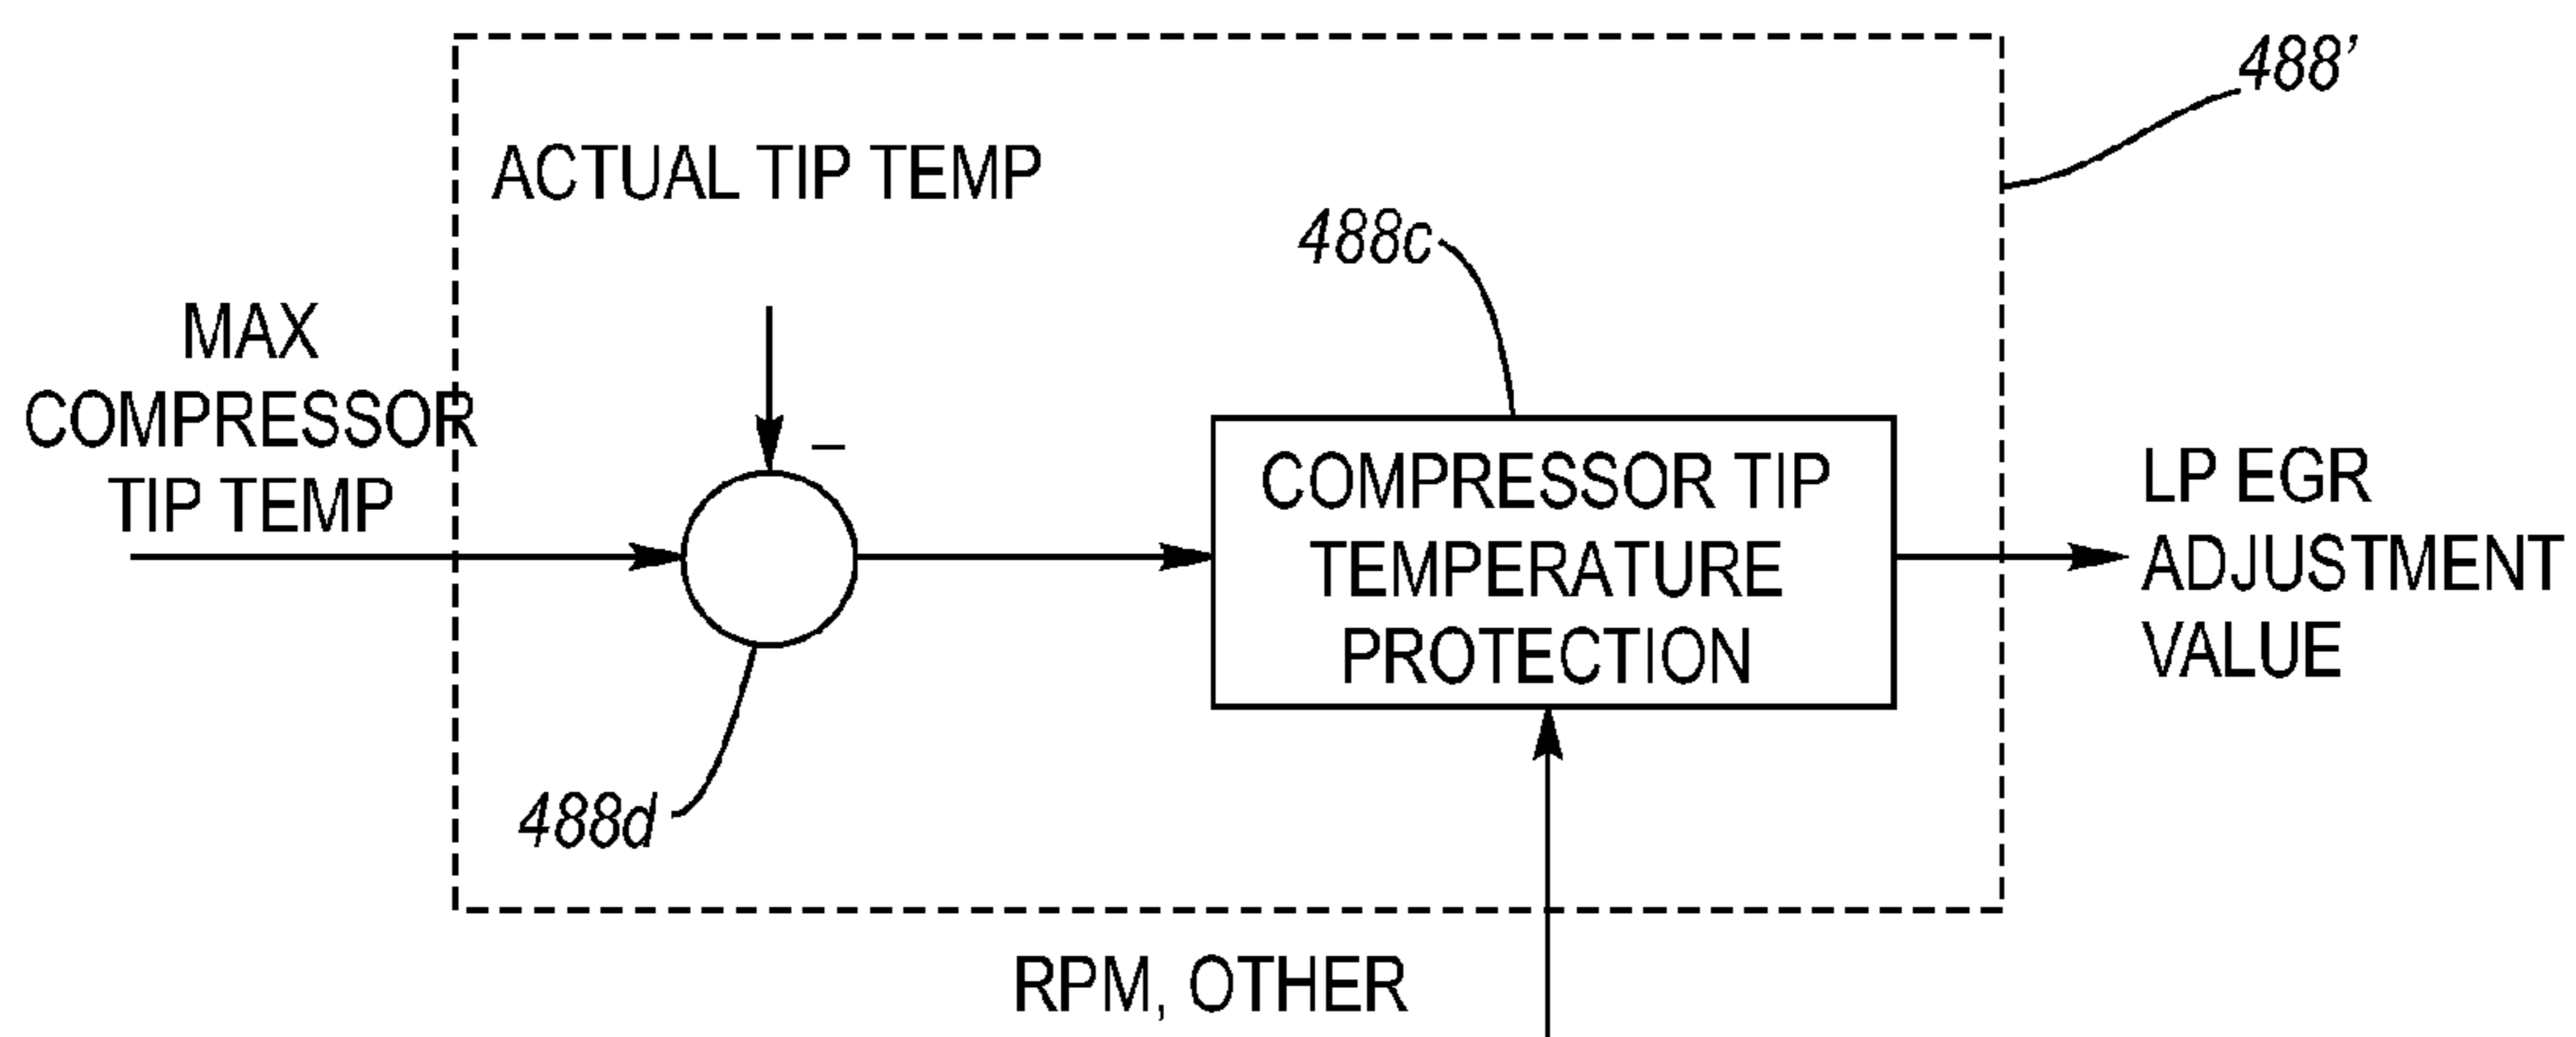 488’
ACTUAL TIP TEMP
488c
MAX
COMPRESSOR
TIP TEMP
–
COMPRESSOR TIP
TEMPERATURE
PROTECTION
LP EGR
ADJUSTMENT
VALUE
488d
RPM, OTHER